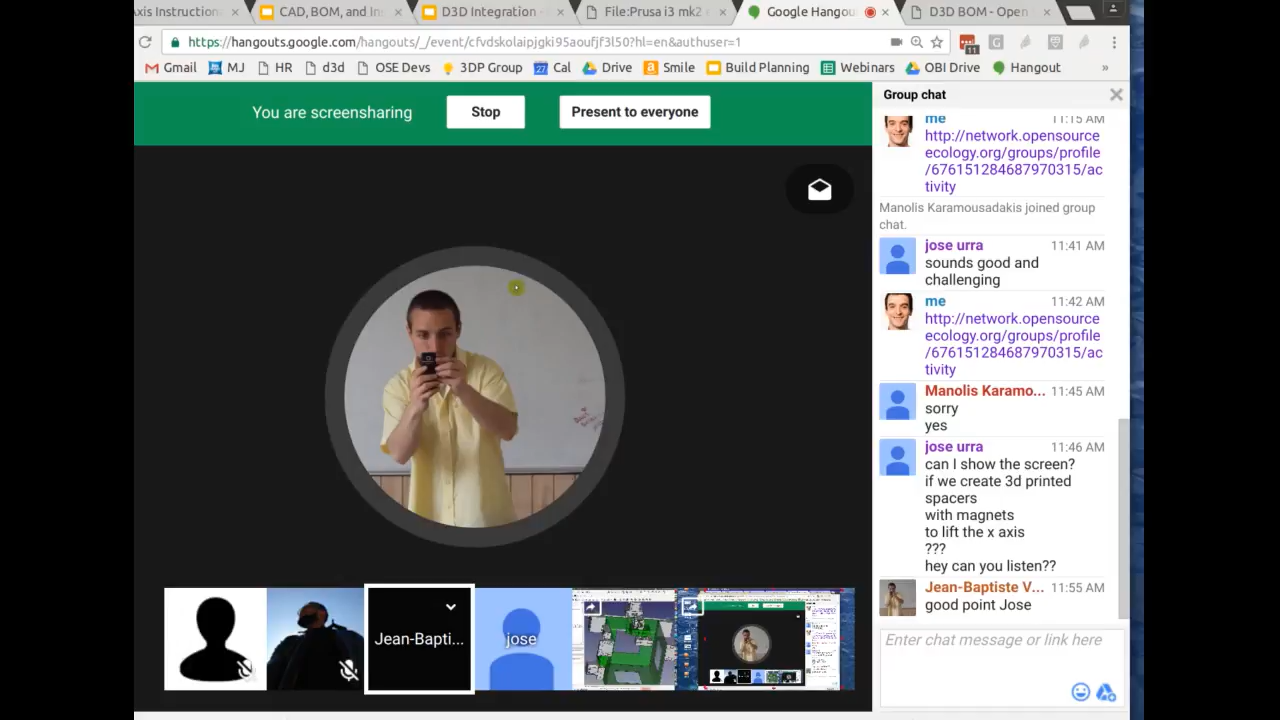 Axis Instruction
CAD, BOM, and In
D3D Integration -
File:Prusa i3 mk2
Google Hangou
D3D BOM - Open
https://hangouts.google.com/hangouts/_/event/cfvdskolaipjgki95aoufjf3l50?hl=en&authuser=1
11
Gmail MJ HR d3d OSE Devs 3DP Group 27 Cal Drive Smile Build Planning Webinars OBI Drive Hangout »
You are screensharing
Stop
Present to everyone
Group chat
me 11:15 AM
http://network.opensource
ecology.org/groups/profile
/676151284687970315/ac
tivity
Manolis Karamousadakis joined group
chat.
jose urra 11:41 AM
sounds good and
challenging
me 11:42 AM
http://network.opensource
ecology.org/groups/profile
/676151284687970315/ac
tivity
Manolis Karamo... 11:45 AM
sorry
yes
jose urra 11:46 AM
can I show the screen?
if we create 3d printed
spacers
with magnets
to lift the x axis
???
hey can you listen??
Jean-Baptiste V... 11:55 AM
good point Jose
Enter chat message or link here
Jean-Bapti...
jose